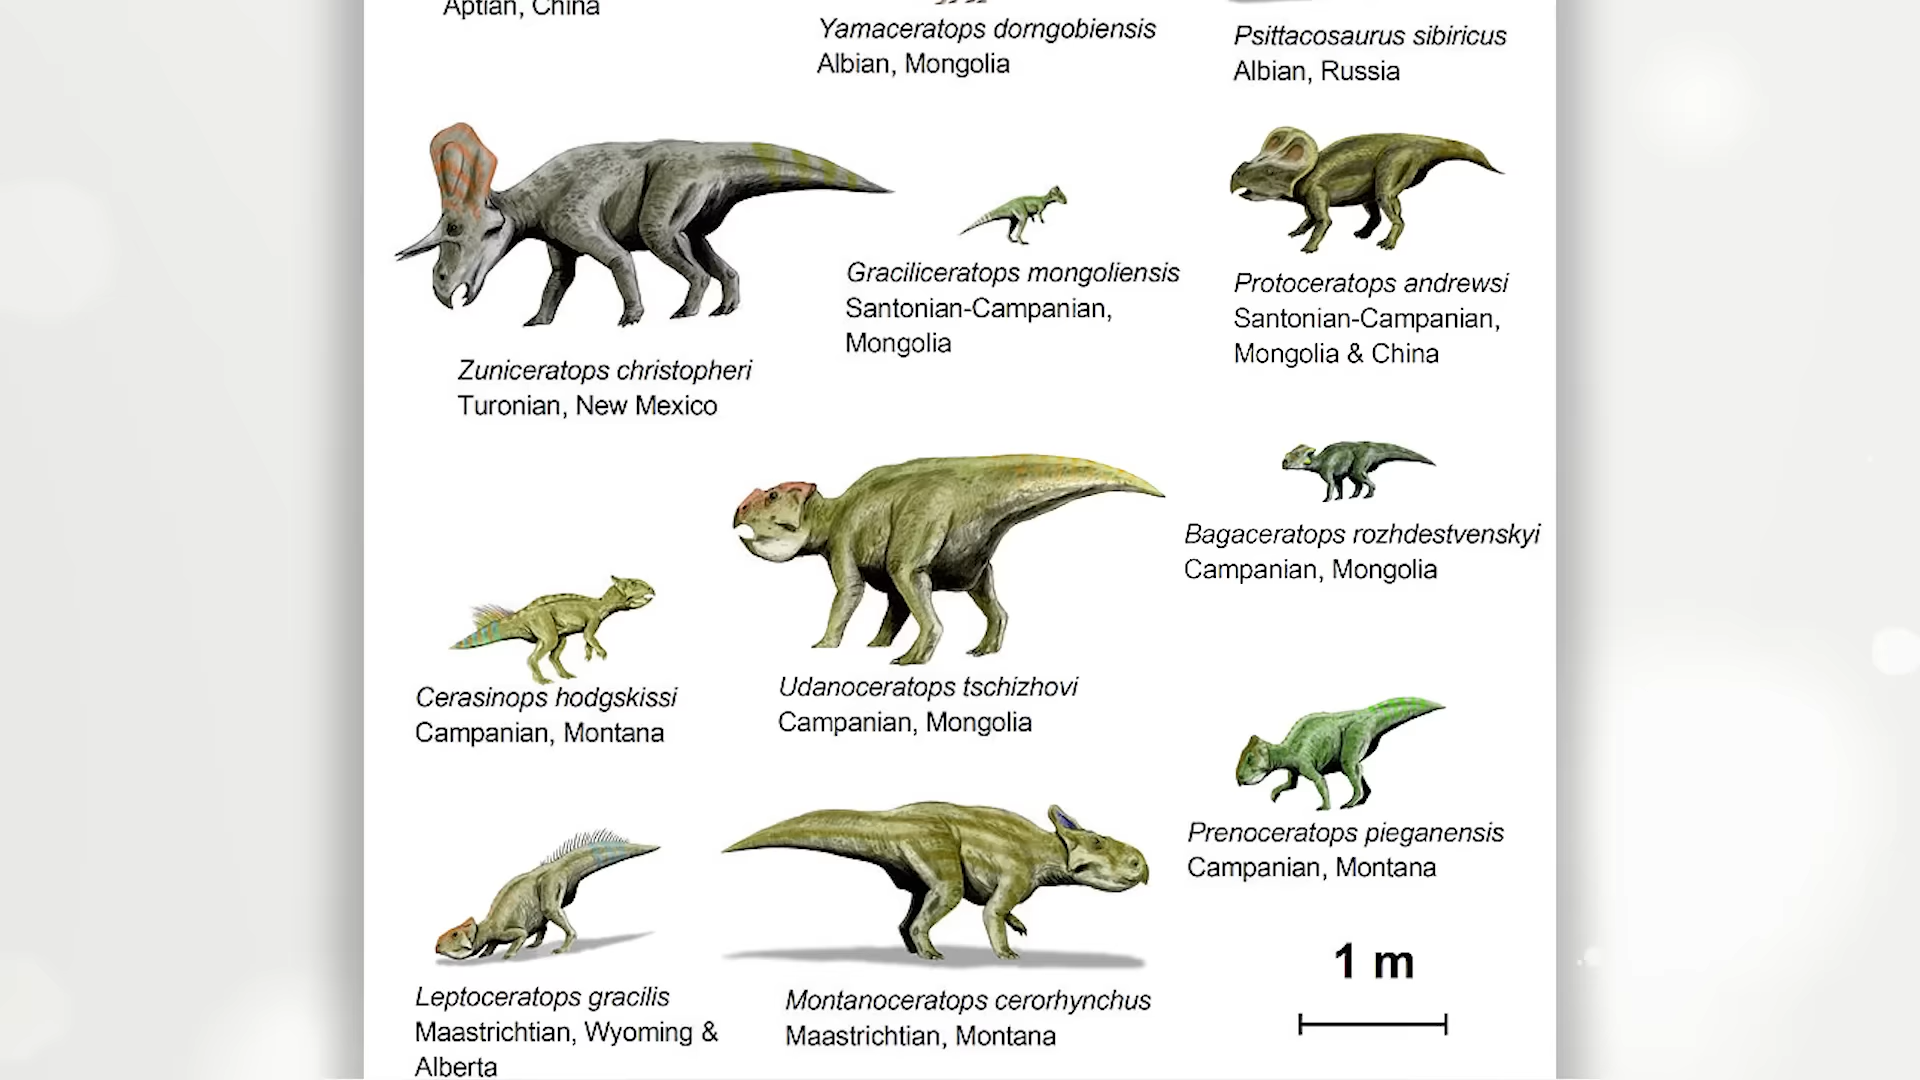 Aptian, China
Yamaceratops dorngobiensis
Albian, Mongolia
Psittacosaurus sibiricus
Albian, Russia
Zuniceratops christopheri
Turonian, New Mexico
Graciliceratops mongoliensis
Santonian-Campanian,
Mongolia
Protoceratops andrewsi
Santonian-Campanian,
Mongolia & China
Cerasinops hodgskissi
Campanian, Montana
Udanoceratops tschizhovi
Campanian, Mongolia
Bagaceratops rozhdestvenskyi
Campanian, Mongolia
Leptoceratops gracilis
Maastrichtian, Wyoming &
Alberta
Montanoceratops cerorhynchus
Maastrichtian, Montana
Prenoceratops pieganensis
Campanian, Montana
1 m